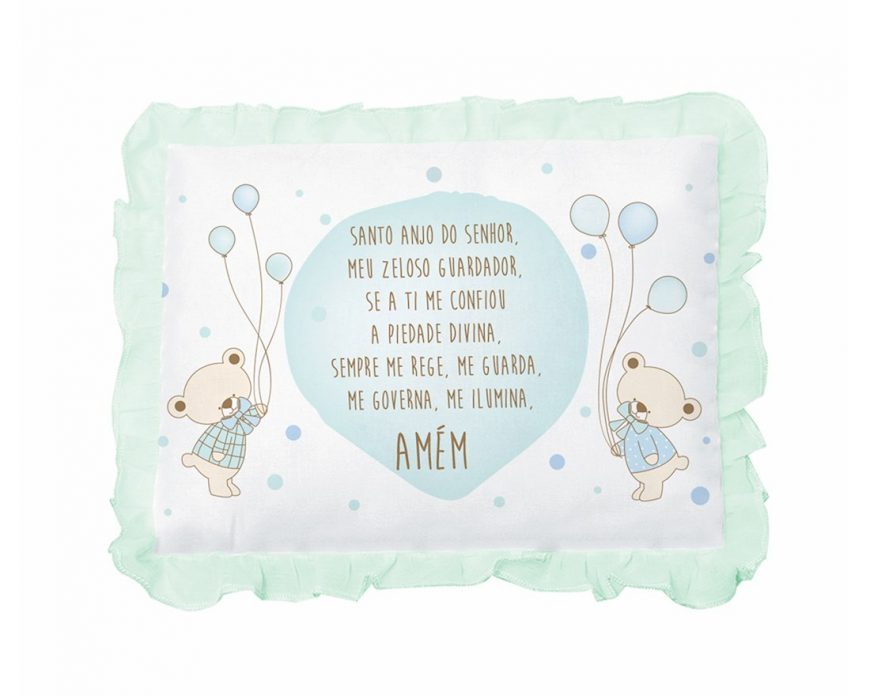 SANTO ANJO DO SENHOR,
MEU ZELOSO GUARDADOR,
SE A TI ME CONFIOU
A PIEDADE DIVINA,
SEMPRE ME REGE, ME GUARDA,
ME GOVERNA, ME ILUMINA,
AMÉM